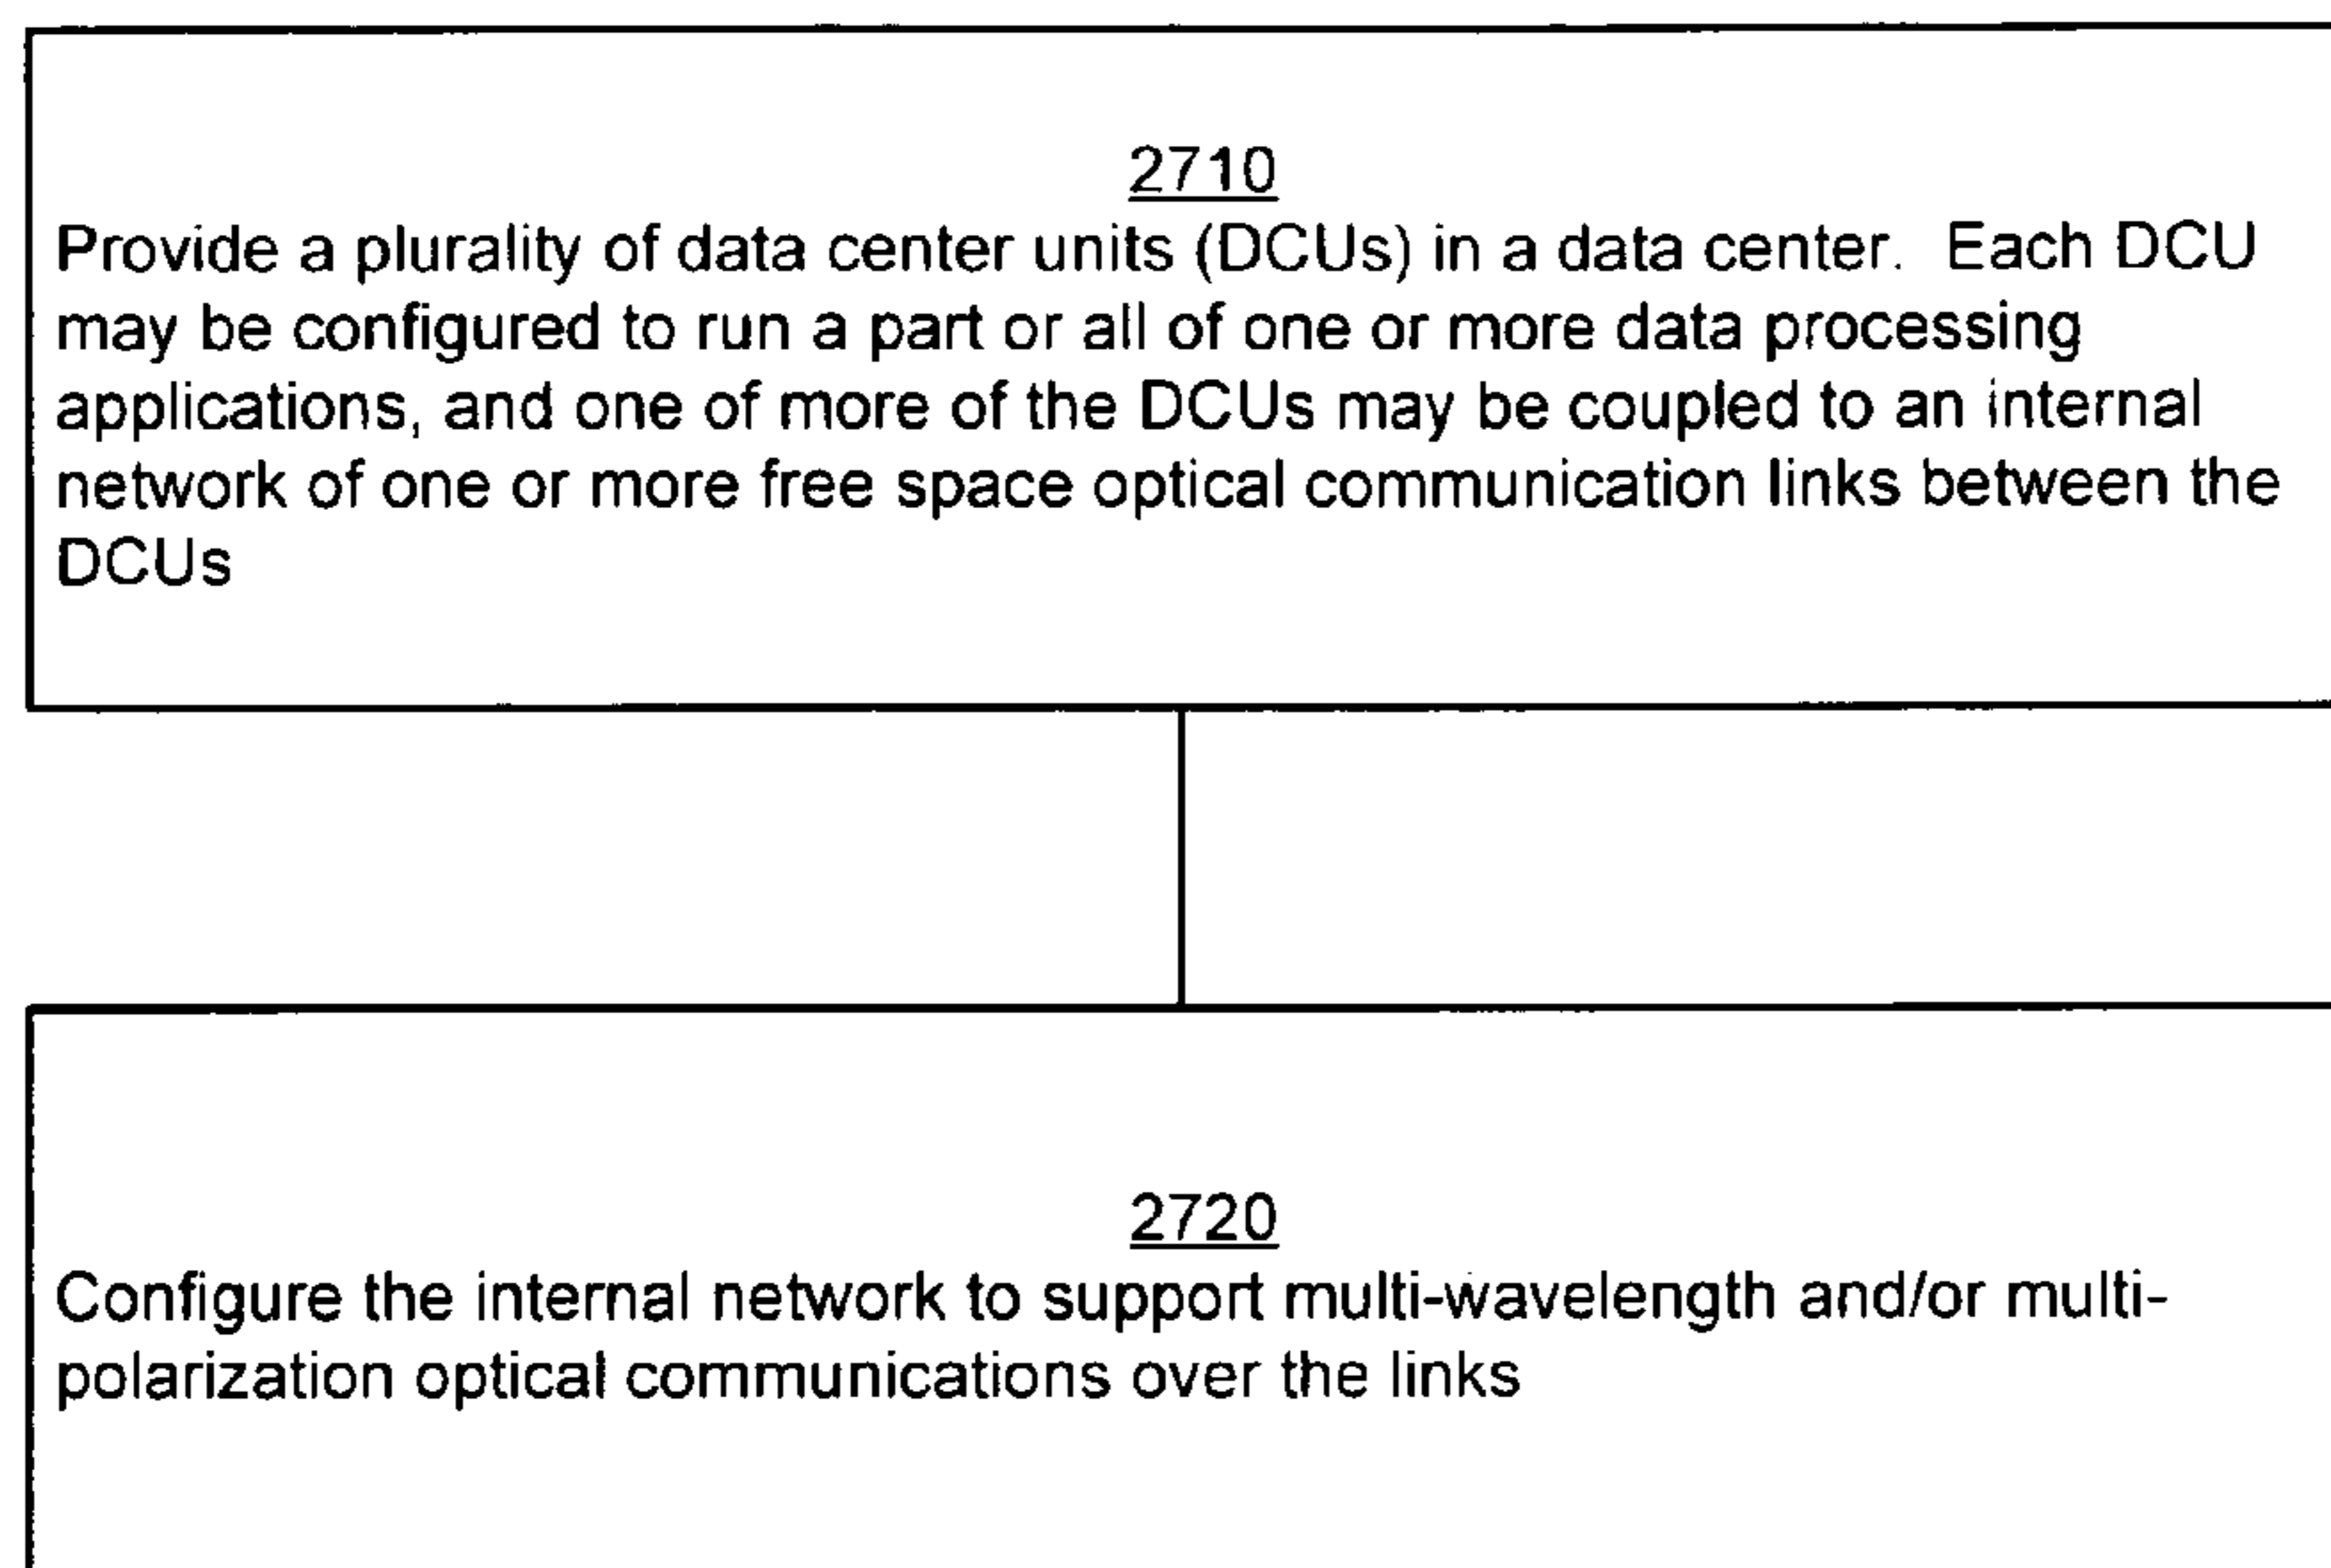 2710
Provide a plurality of data center units (DCUs) in a data center. Each DCU
may be configured to run a part or all of one or more data processing
applications, and one of more of the DCUs may be coupled to an internal
network of one or more free space optical communication links between the
DCUs
2720
Configure the internal network to support multi-wavelength and/or multi-
polarization optical communications over the links